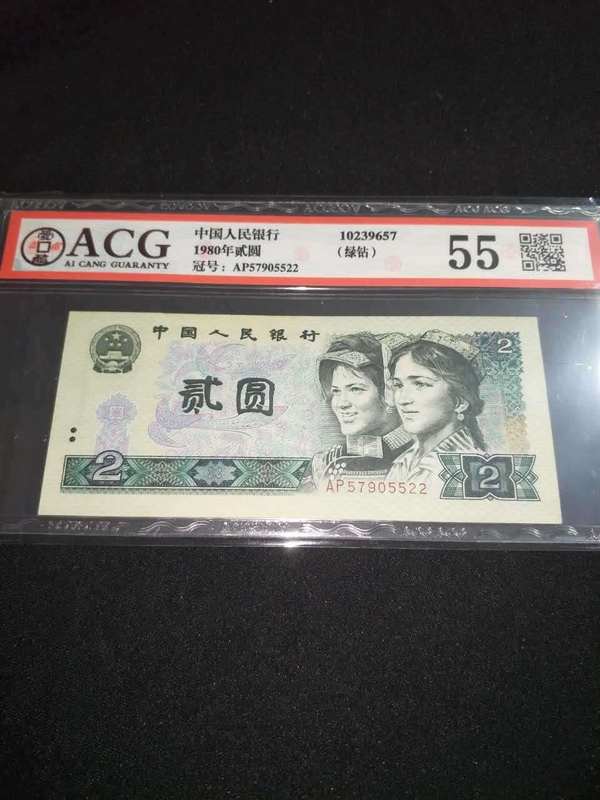 ACG
AI CANG GUARANTY
中国人民银行
1980年贰圆
冠号：AP57905522
10239657
（绿钻）
55
中国人民银行
贰圆
2
2
2
AP57905522